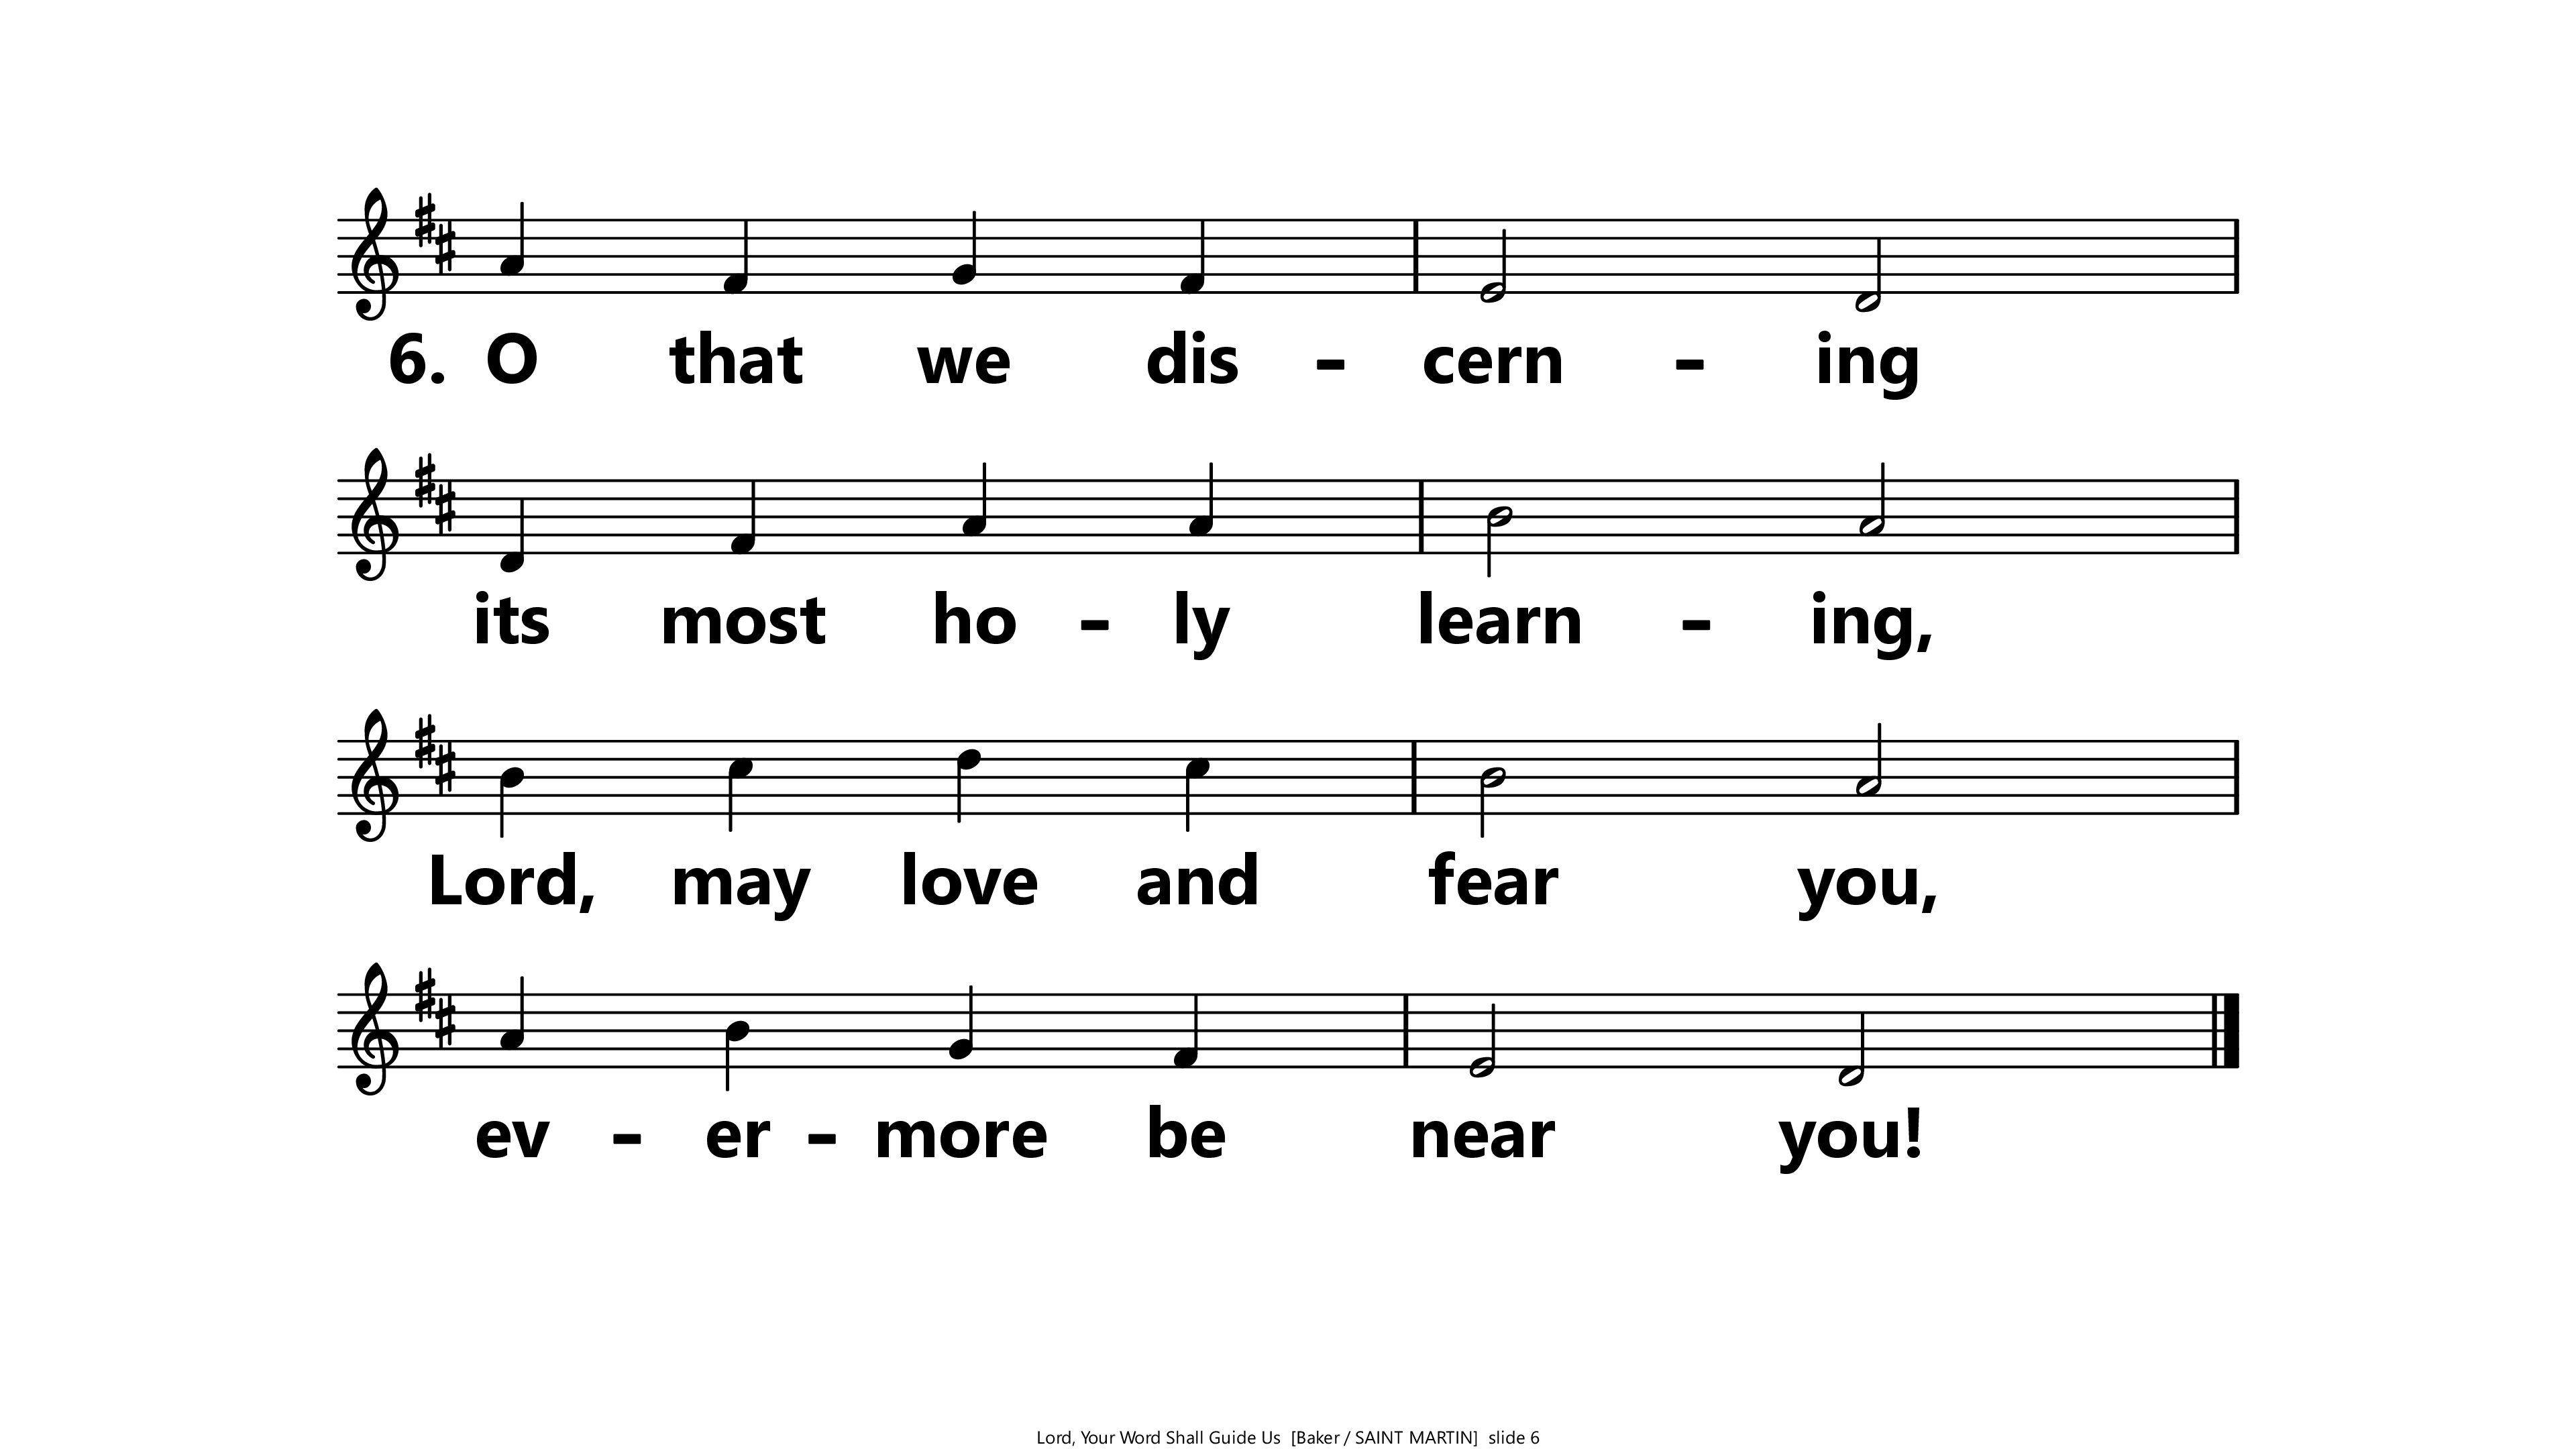 6. O that we dis - cern - ing
its most ho - ly learn - ing,
Lord, may love and fear you,
ev - er - more be near you!
Lord, Your Word Shall Guide Us [Baker / SAINT MARTIN] slide 6